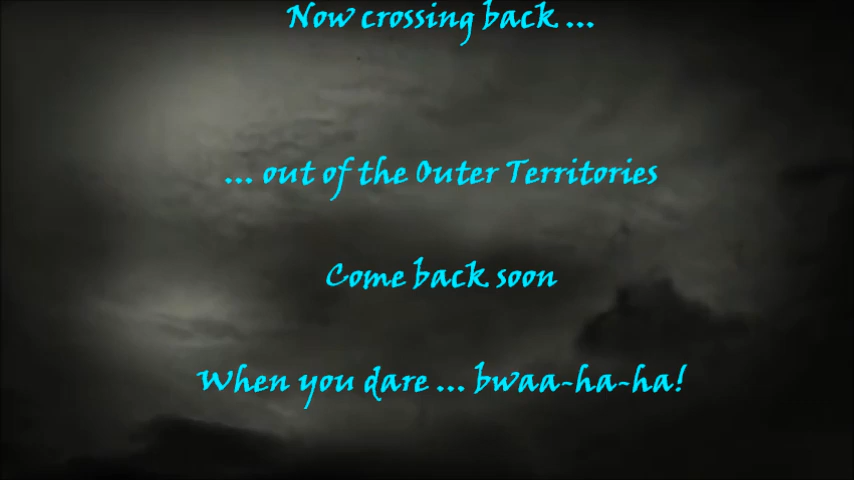 Now crossing back ...
... out of the Outer Territories
Come back soon
When you dare ... bwaa-ha-ha!